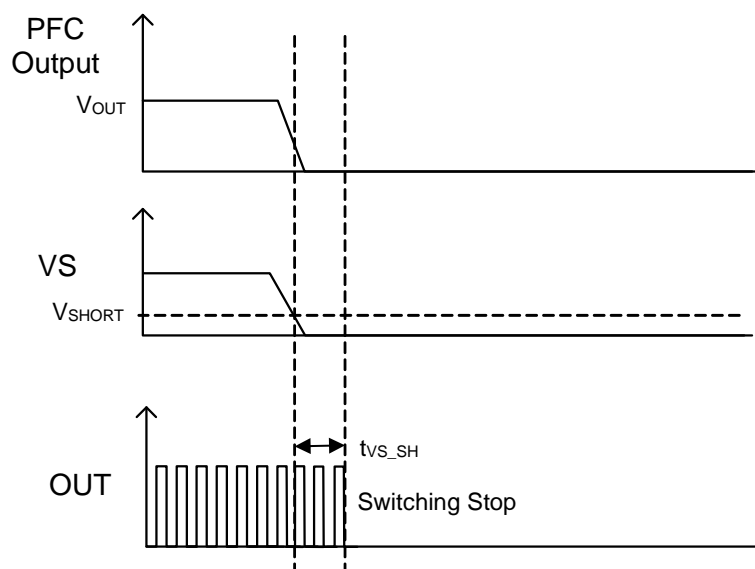 PFC
Output
VOUT
VS
VSHORT
tVS_SH
OUT
Switching Stop